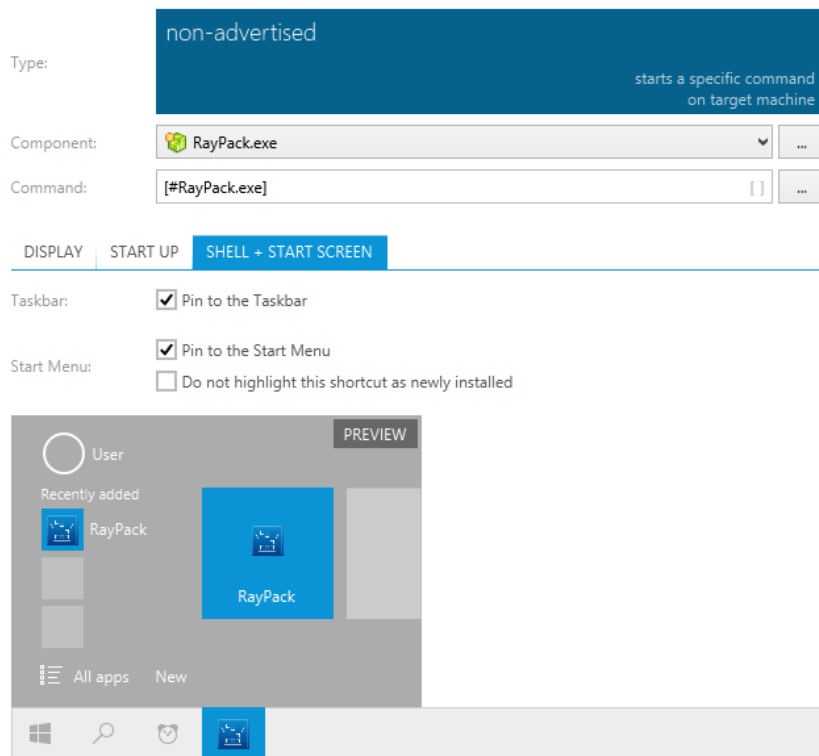 non-advertised
Type:
starts a specific command
on target machine
Component:
RayPack.exe
...
Command:
[#RayPack.exe]
[ ]
...
DISPLAY
START UP
SHELL + START SCREEN
Taskbar:
Pin to the Taskbar
Start Menu:
Pin to the Start Menu
Do not highlight this shortcut as newly installed
PREVIEW
User
Recently added
RayPack
RayPack
All apps
New